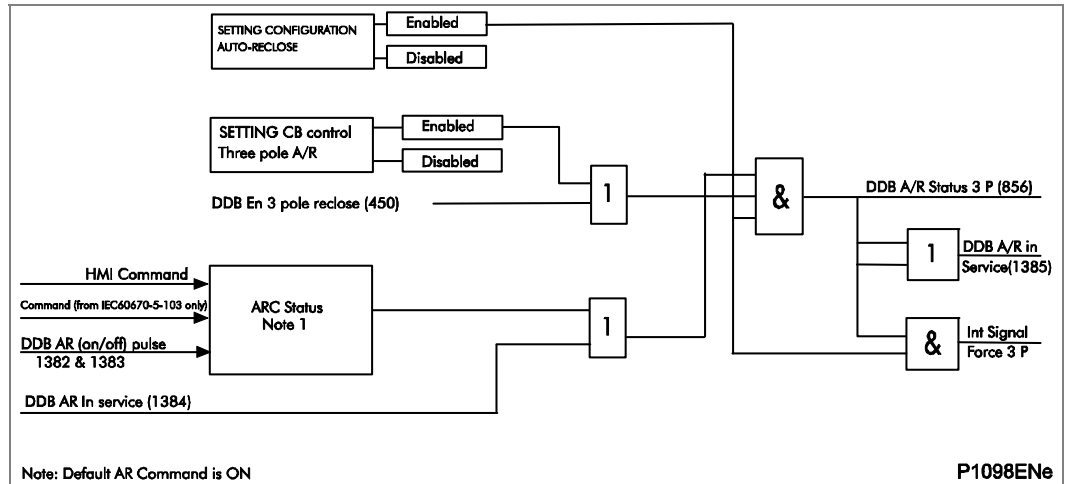 SETTING CONFIGURATION
AUTO-RECLOSE
Enabled
Disabled
SETTING CB control
Three pole A/R
Enabled
Disabled
DDB En 3 pole reclose (450)
1
&
DDB A/R Status 3 P (856)
1
DDB A/R in
Service(1385)
HMI Command
Command (from IEC60670-5-103 only)
DDB AR (on/off) pulse
1382 & 1383
ARC Status
Note 1
1
&
Int Signal
Force 3 P
DDB AR In service (1384)
Note: Default AR Command is ON
P1098ENe